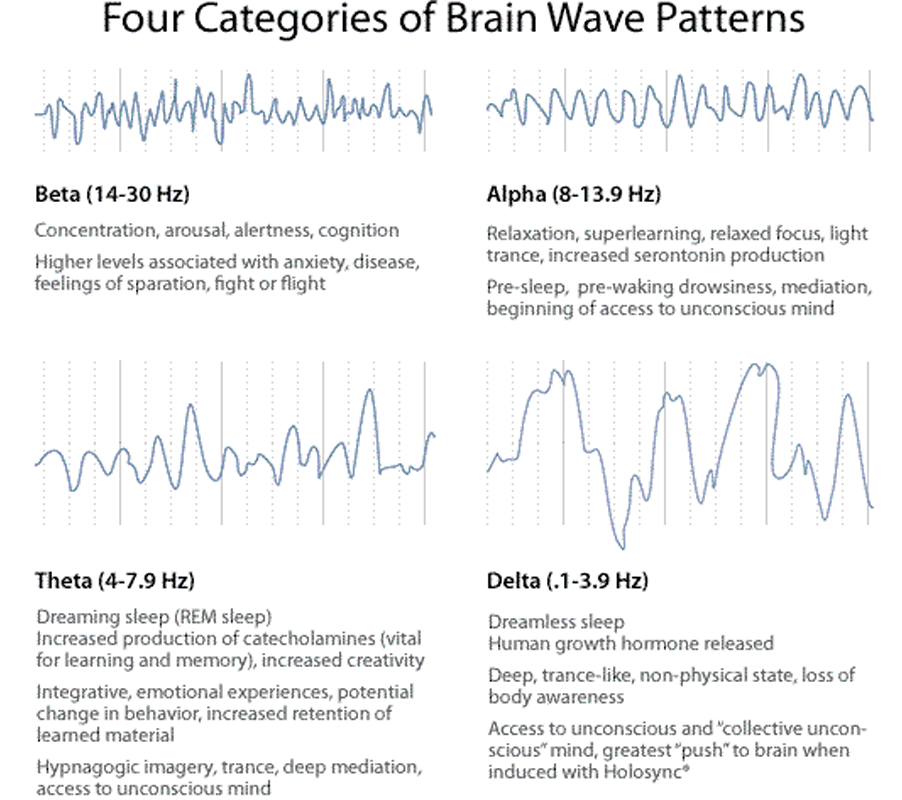 Four Categories of Brain Wave Patterns
Beta (14-30 Hz)
Concentration, arousal, alertness, cognition
Higher levels associated with anxiety, disease,
feelings of sparation, fight or flight
Alpha (8-13.9 Hz)
Relaxation, superlearning, relaxed focus, light
trance, increased serontonin production
Pre-sleep, pre-waking drowsiness, mediation,
beginning of access to unconscious mind
Theta (4-7.9 Hz)
Dreaming sleep (REM sleep)
Increased production of catecholamines (vital
for learning and memory), increased creativity
Integrative, emotional experiences, potential
change in behavior, increased retention of
learned material
Hypnagogic imagery, trance, deep mediation,
access to unconscious mind
Delta (.1-3.9 Hz)
Dreamless sleep
Human growth hormone released
Deep, trance-like, non-physical state, loss of
body awareness
Access to unconscious and “collective uncon-
scious” mind, greatest “push” to brain when
induced with Holosync®